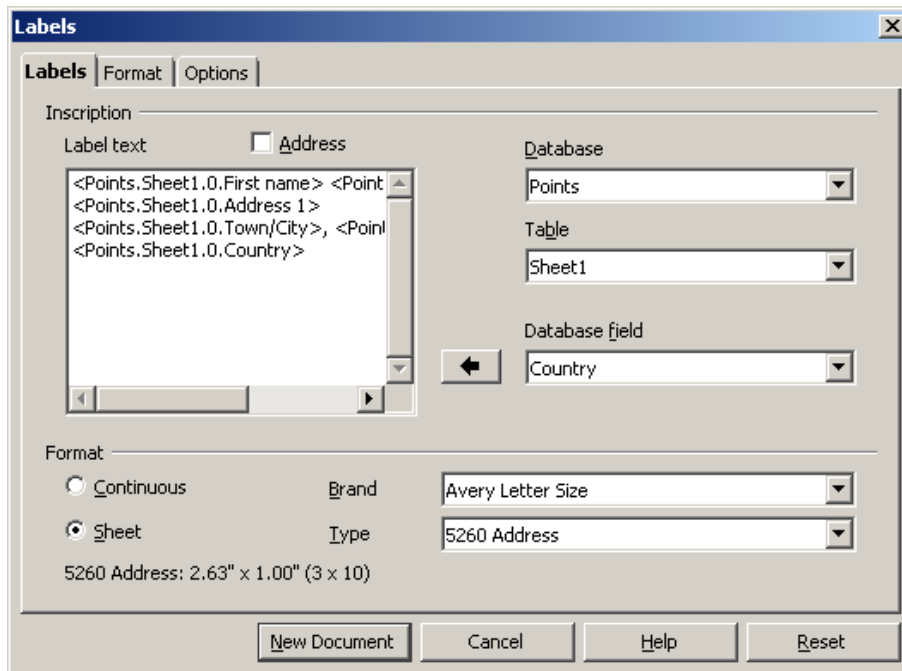 Labels
Labels Format Options
Inscription
Label text Address
<Points.Sheet1.0.First name> <Point
<Points.Sheet1.0.Address 1>
<Points.Sheet1.0.Town/City>, <Poin
<Points.Sheet1.0.Country>
Database
Points
Table
Sheet1
Database field
Country
Format
Continuous
Sheet
Brand Avery Letter Size
Type 5260 Address
5260 Address: 2.63" x 1.00" (3 x 10)
New Document Cancel Help Reset